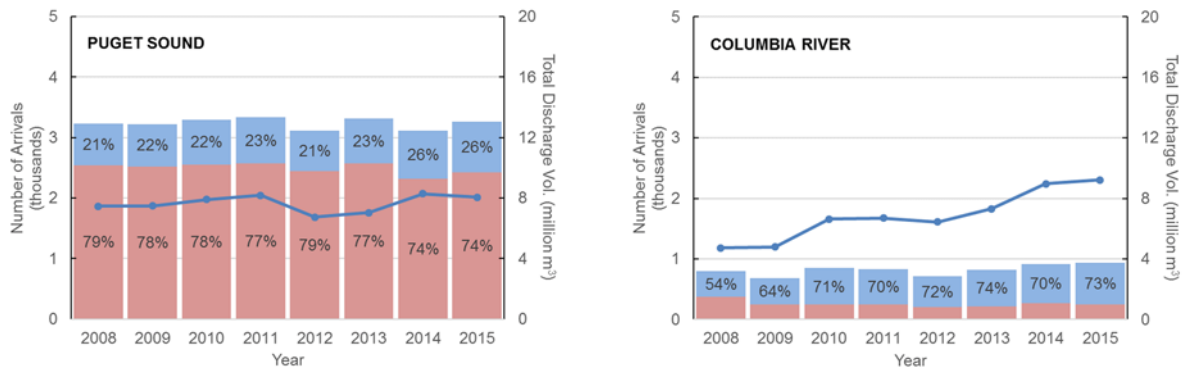 PUGET SOUND
Number of Arrivals
(thousands)
5
4
3
2
1
0
21% 22% 22% 23% 21% 23% 26% 26%
79% 78% 78% 77% 79% 77% 74% 74%
2008 2009 2010 2011 2012 2013 2014 2015
Year
20
16
12
8
4
0
Total Discharge Vol. (million m³)
COLUMBIA RIVER
Number of Arrivals
(thousands)
5
4
3
2
1
0
54% 64% 71% 70% 72% 74% 70% 73%
2008 2009 2010 2011 2012 2013 2014 2015
Year
20
16
12
8
4
0
Total Discharge Vol. (million m³)